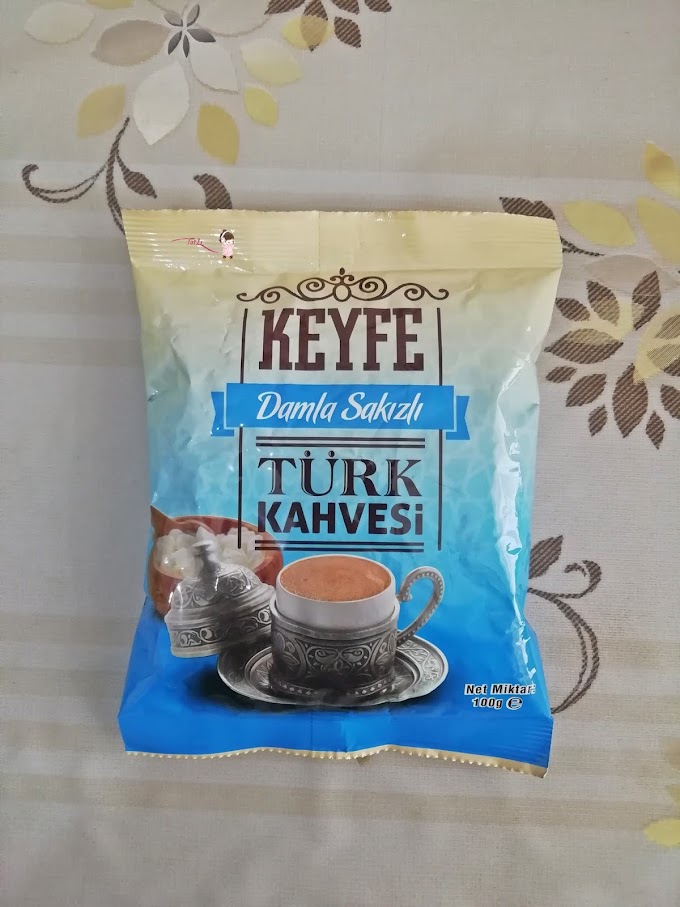 KEYFE
Damla Sakızlı
TÜRK
KAHVESİ
Net Miktar:
100g ℮